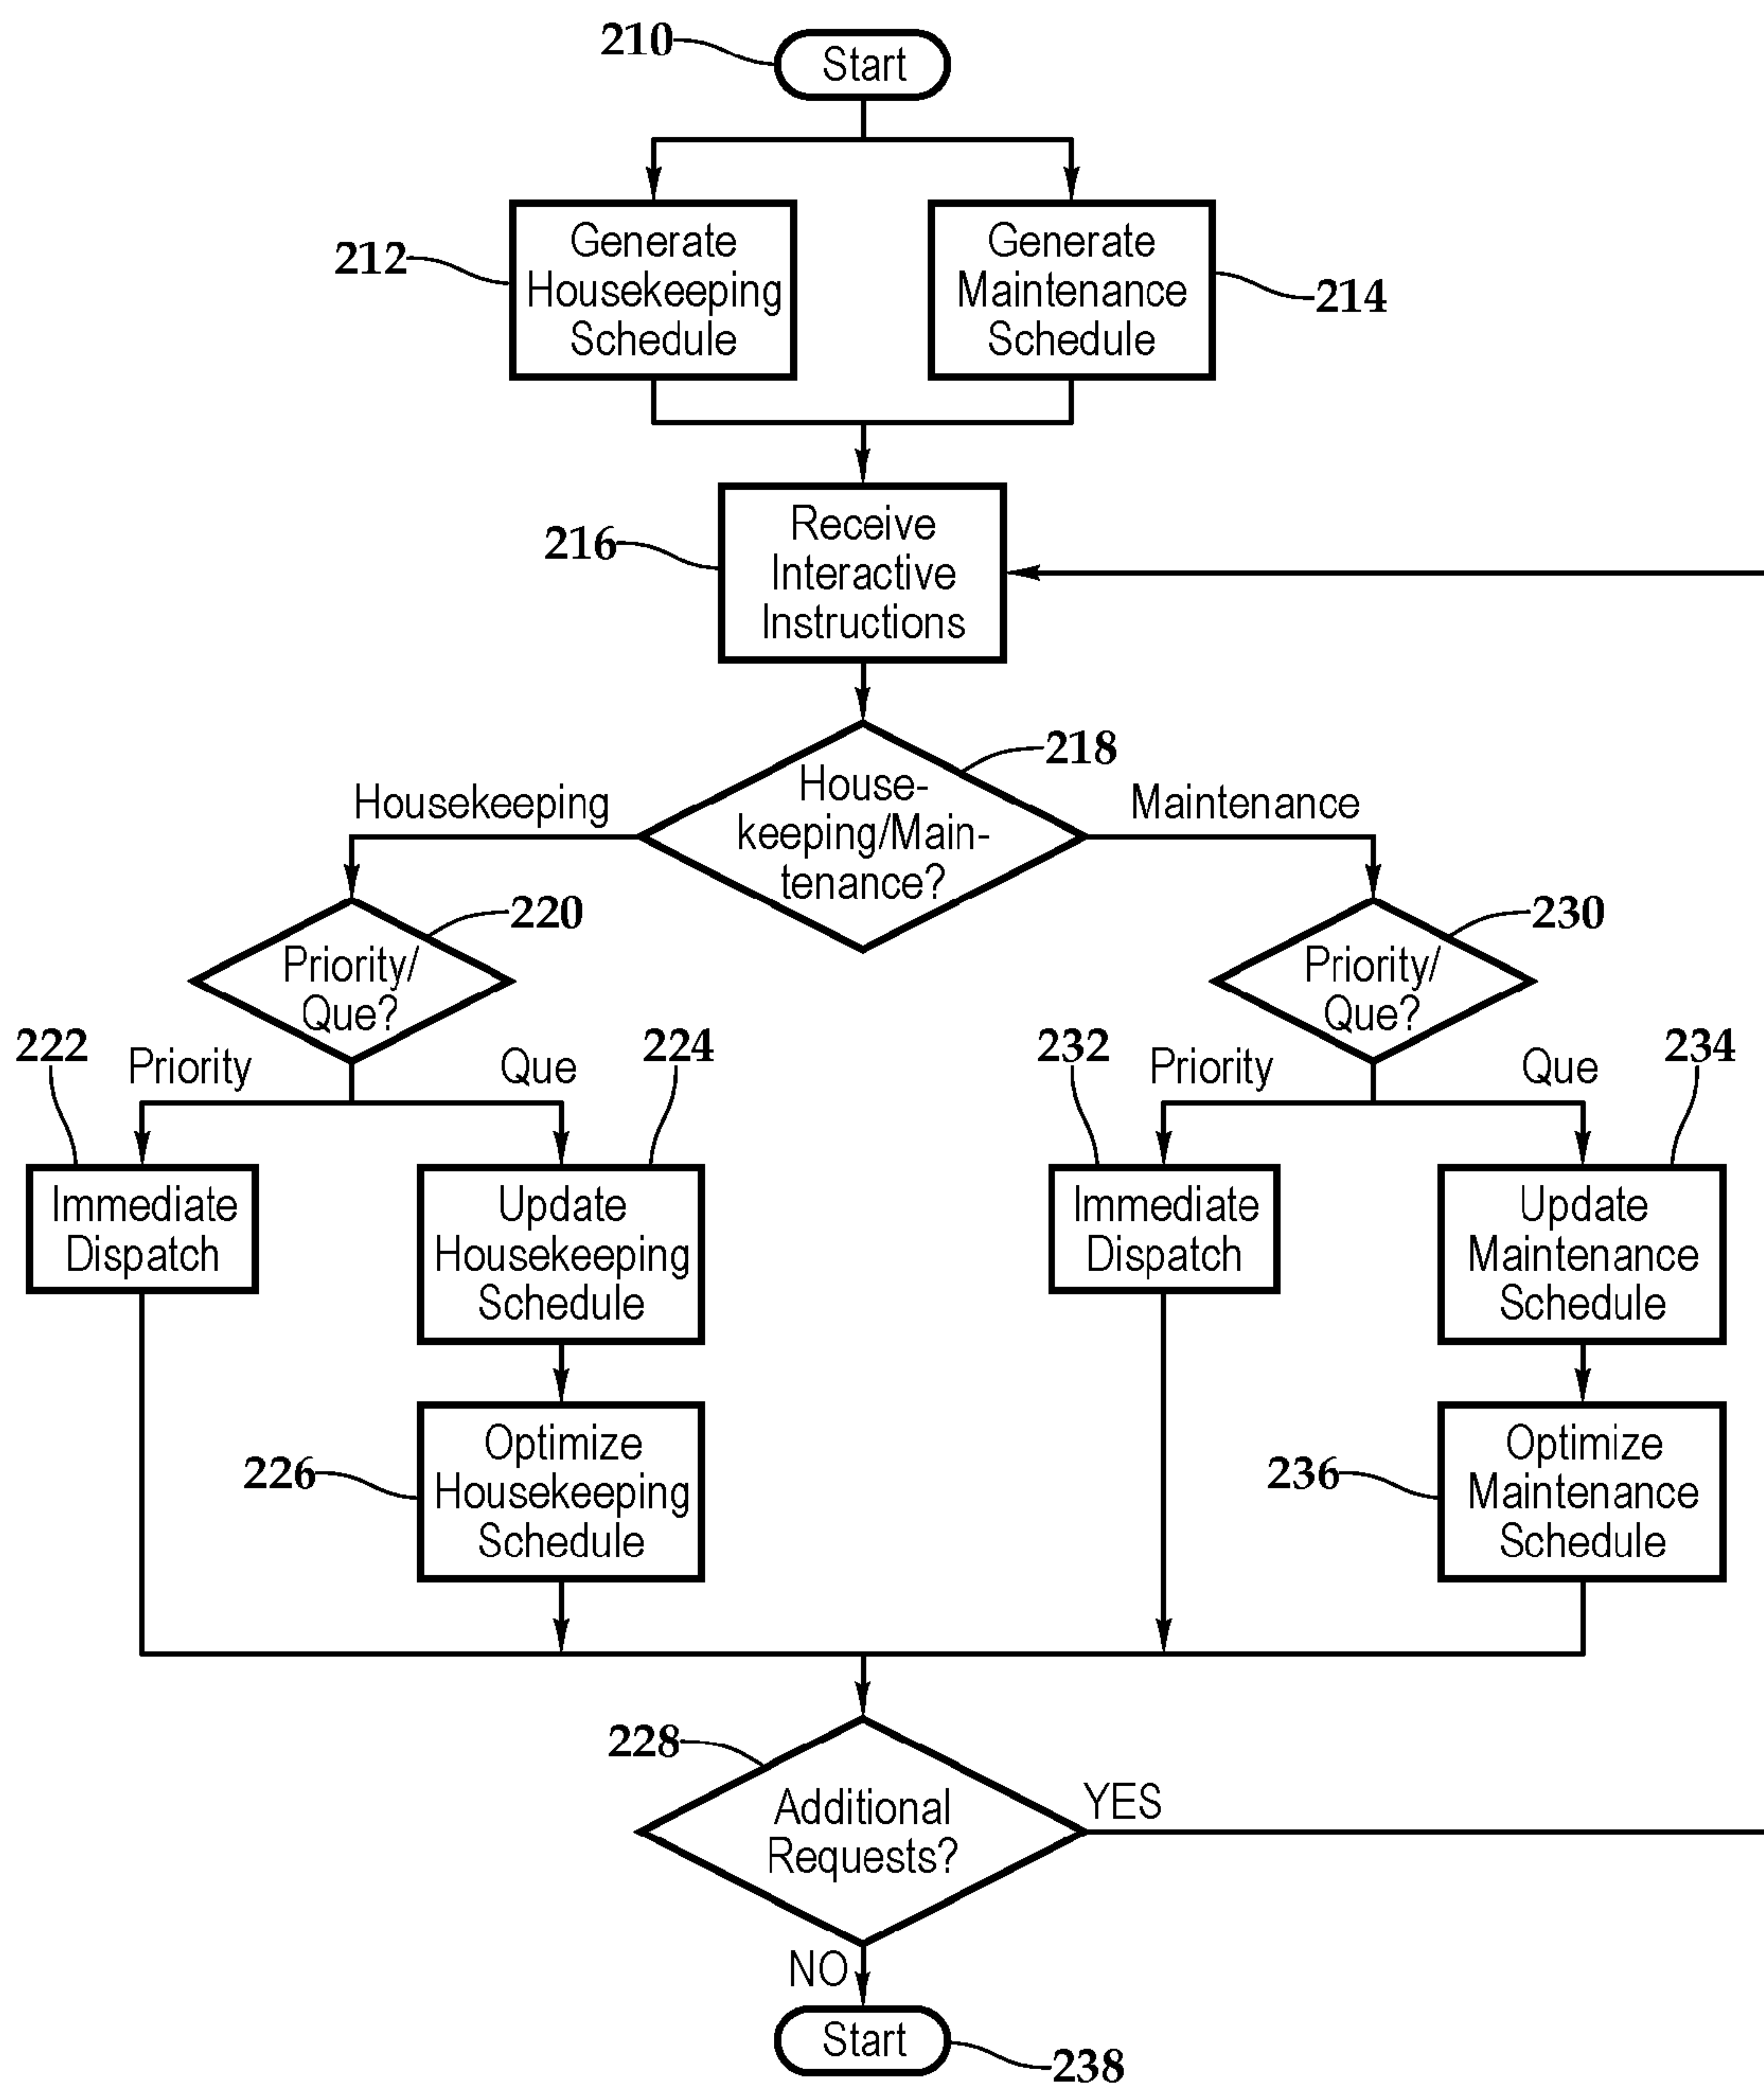 210
Start
212
Generate
Housekeeping
Schedule
Generate
Maintenance
Schedule
214
216
Receive
Interactive
Instructions
218
House-
keeping/Main-
tenance?
Housekeeping
Maintenance
220
Priority/
Que?
230
Priority/
Que?
222
Priority
Que
224
232
Priority
Que
234
Immediate
Dispatch
Update
Housekeeping
Schedule
Immediate
Dispatch
Update
Maintenance
Schedule
226
Optimize
Housekeeping
Schedule
236
Optimize
Maintenance
Schedule
228
Additional
Requests?
YES
NO
Start
238